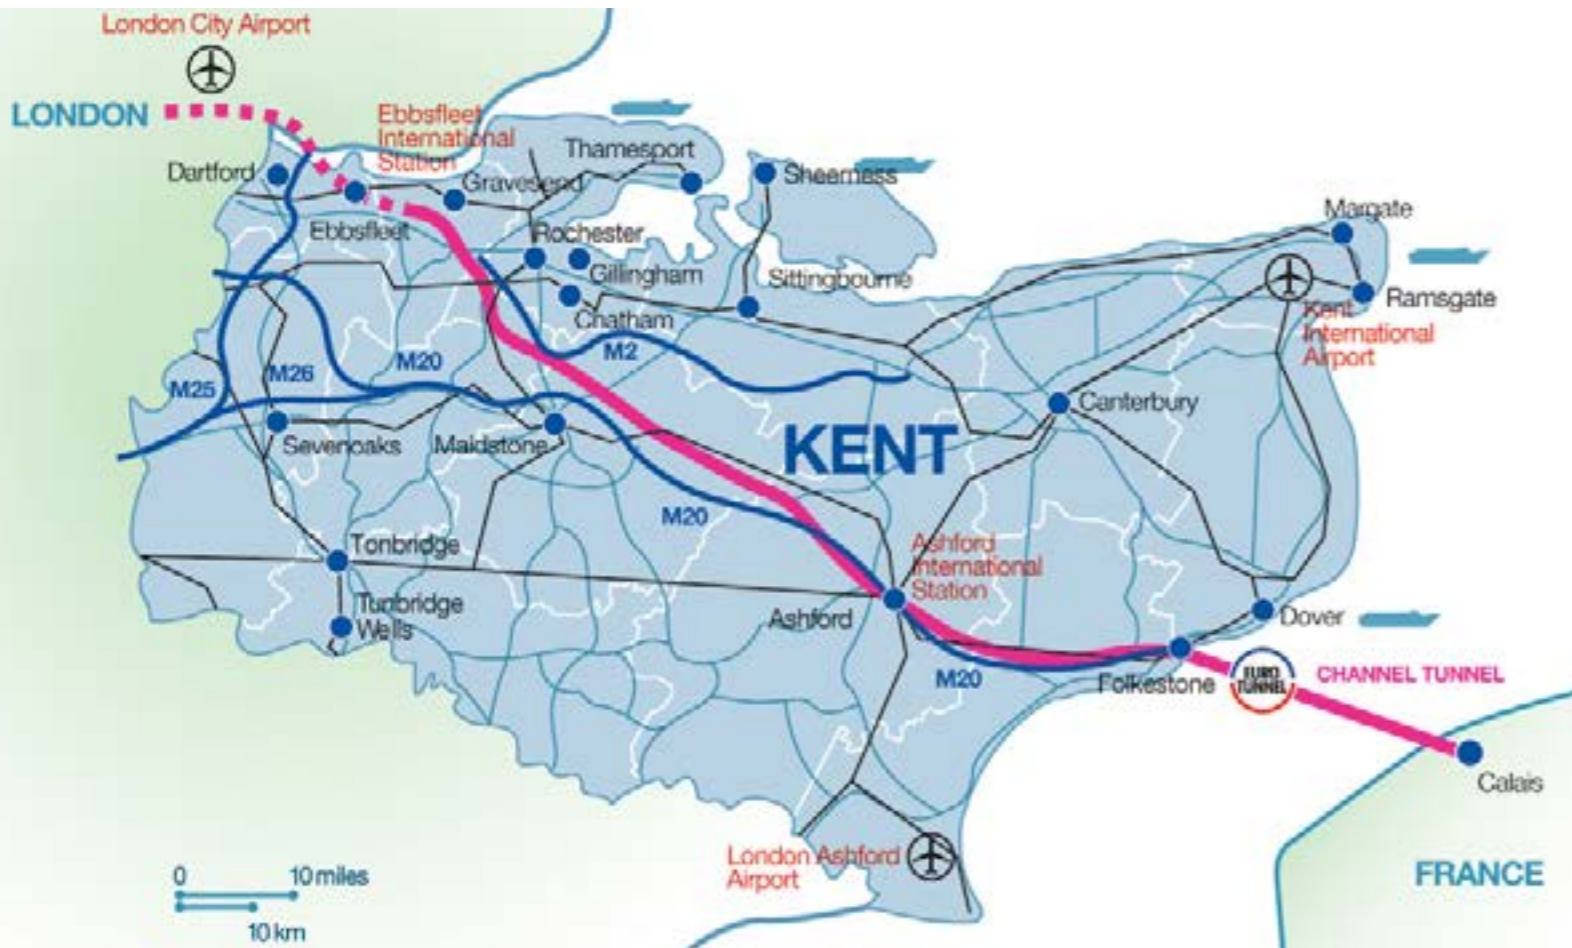 London City Airport
LONDON
Ebbsfleet
International
Station
Dartford
Thamesport
Sheerness
Gravesend
Ebbsfleet
Rochester
Gillingham
Chatham
Sittingbourne
Margate
Ramsgate
Kent
International
Airport
M25
M26
M20
M2
Canterbury
KENT
Sevenoaks
Maidstone
M20
Tonbridge
Tunbridge
Wells
Ashford
International
Station
Ashford
Dover
M20
Folkestone
EURO
TUNNEL
CHANNEL TUNNEL
Calais
London Ashford
Airport
FRANCE
0 10 miles
10 km